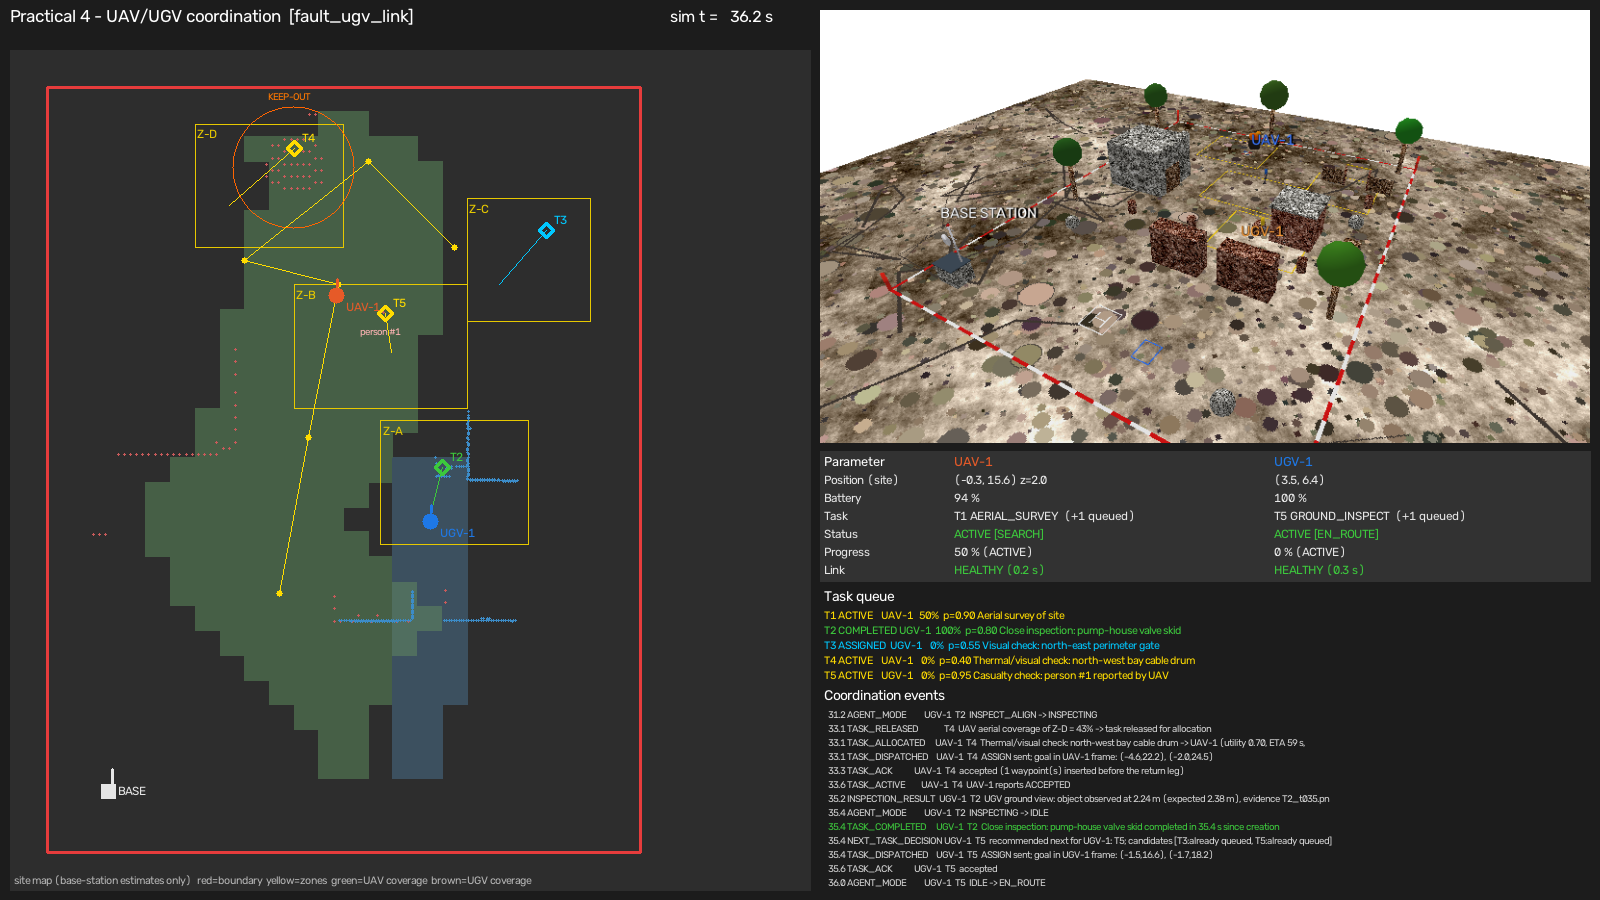 Practical 4 - UAV/UGV coordination [fault_ugv_link]
sim t = 36.2 s
KEEP-OUT
Z-D
T4
Z-C
T3
Z-B
UAV-1
T5
person #1
Z-A
T2
UGV-1
BASE
site map (base-station estimates only) red=boundary yellow=zones green=UAV coverage brown=UGV coverage
UAV-1
BASE STATION
UGV-1
Parameter UAV-1 UGV-1
Position (site) (-0.3, 15.6) z=2.0 (3.5, 6.4)
Battery 94 % 100 %
Task T1 AERIAL_SURVEY (+1 queued) T5 GROUND_INSPECT (+1 queued)
Status ACTIVE [SEARCH] ACTIVE [EN_ROUTE]
Progress 50 % (ACTIVE) 0 % (ACTIVE)
Link HEALTHY (0.2 s) HEALTHY (0.3 s)
Task queue
T1 ACTIVE UAV-1 50% p=0.90 Aerial survey of site
T2 COMPLETED UGV-1 100% p=0.80 Close inspection: pump-house valve skid
T3 ASSIGNED UGV-1 0% p=0.55 Visual check: north-east perimeter gate
T4 ACTIVE UAV-1 0% p=0.40 Thermal/visual check: north-west bay cable drum
T5 ACTIVE UGV-1 0% p=0.95 Casualty check: person #1 reported by UAV
Coordination events
31.2 AGENT_MODE UGV-1 T2 INSPECT_ALIGN -> INSPECTING
33.1 TASK_RELEASED T4 UAV aerial coverage of Z-D = 43% -> task released for allocation
33.1 TASK_ALLOCATED UAV-1 T4 Thermal/visual check: north-west bay cable drum -> UAV-1 (utility 0.70, ETA 59 s,
33.1 TASK_DISPATCHED UAV-1 T4 ASSIGN sent; goal in UAV-1 frame: (-4.6,22.2), (-2.0,24.5)
33.3 TASK_ACK UAV-1 T4 accepted (1 waypoint(s) inserted before the return leg)
33.6 TASK_ACTIVE UAV-1 T4 UAV-1 reports ACCEPTED
35.2 INSPECTION_RESULT UGV-1 T2 UGV ground view: object observed at 2.24 m (expected 2.38 m), evidence T2_t035.pn
35.4 AGENT_MODE UGV-1 T2 INSPECTING -> IDLE
35.4 TASK_COMPLETED UGV-1 T2 Close inspection: pump-house valve skid completed in 35.4 s since creation
35.4 NEXT_TASK_DECISION UGV-1 T5 recommended next for UGV-1: T5; candidates [T3:already queued, T5:already queued]
35.4 TASK_DISPATCHED UGV-1 T5 ASSIGN sent; goal in UGV-1 frame: (-1.5,16.6), (-1.7,18.2)
35.6 TASK_ACK UGV-1 T5 accepted
36.0 AGENT_MODE UGV-1 T5 IDLE -> EN_ROUTE